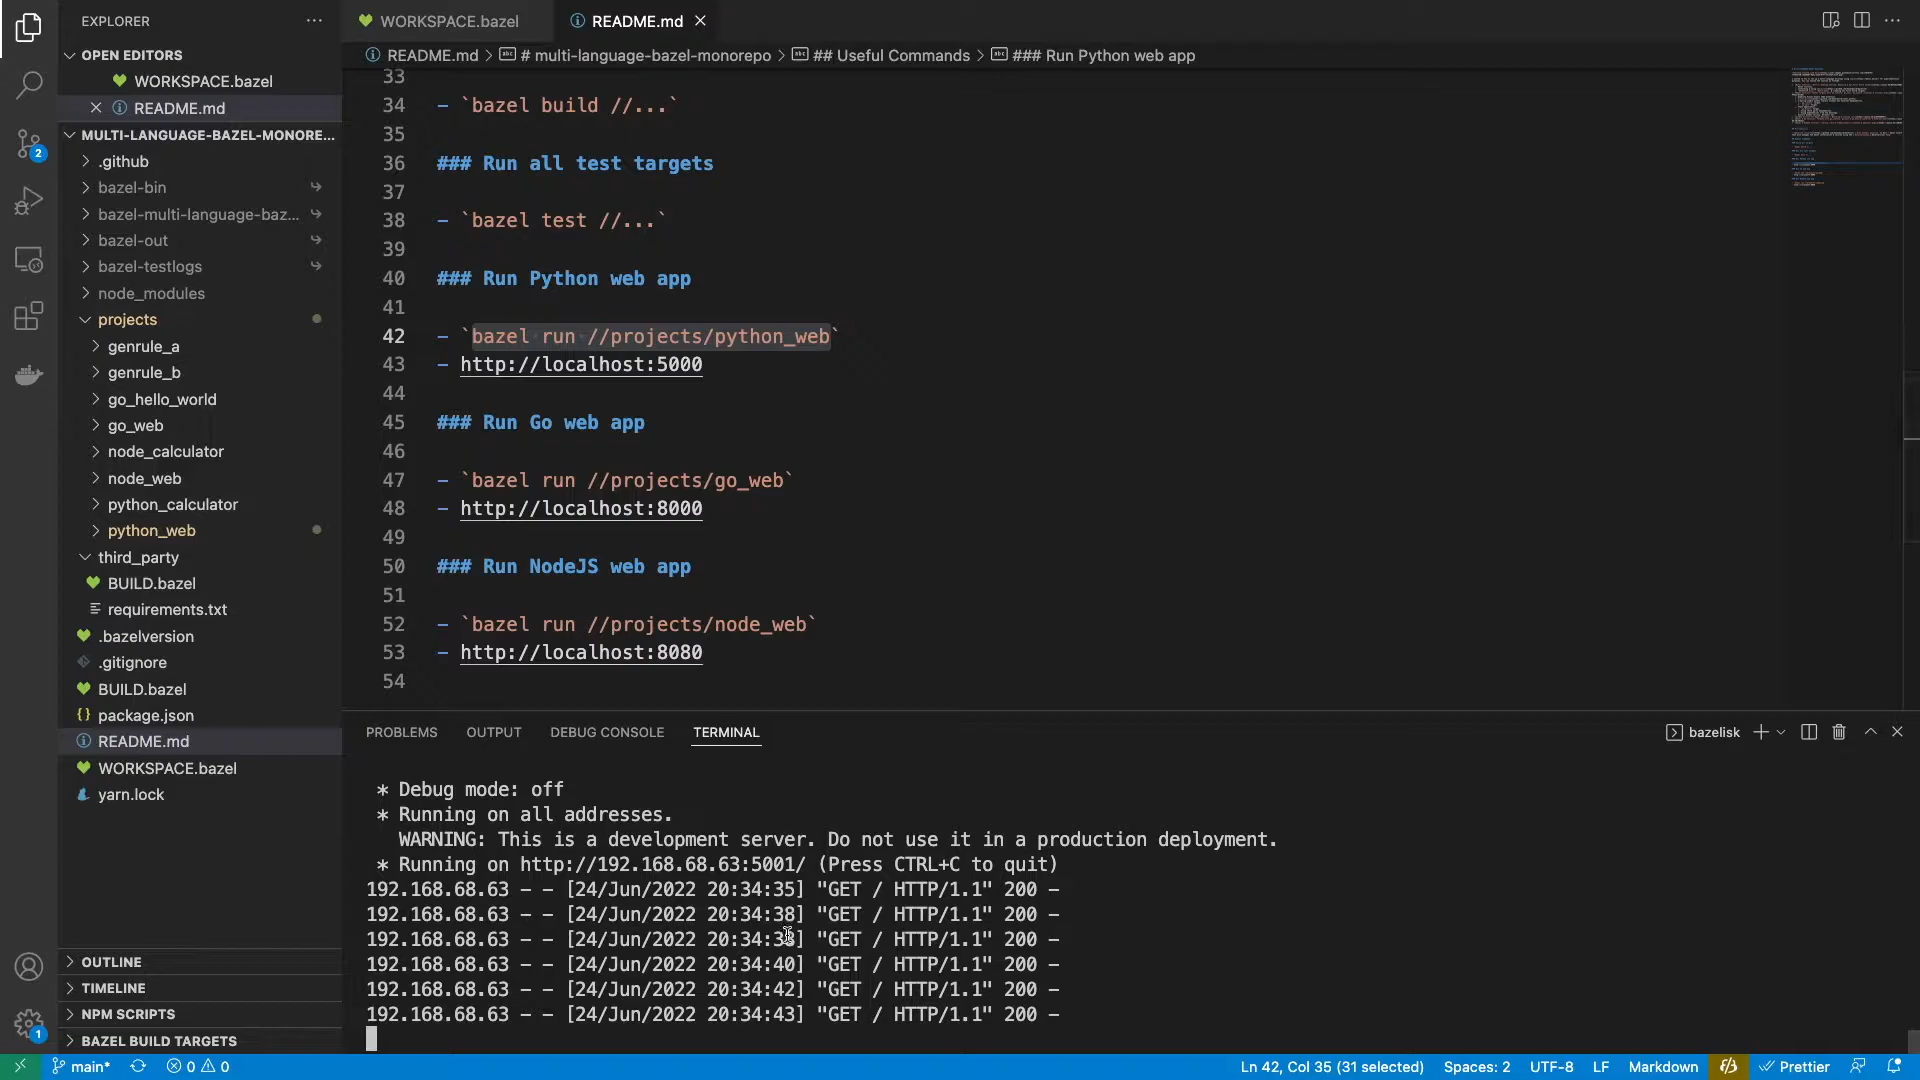 EXPLORER
OPEN EDITORS
WORKSPACE.bazel
README.md
MULTI-LANGUAGE-BAZEL-MONORE...
.github
bazel-bin
bazel-multi-language-baz...
bazel-out
bazel-testlogs
node_modules
projects
genrule_a
genrule_b
go_hello_world
go_web
node_calculator
node_web
python_calculator
python_web
third_party
BUILD.bazel
requirements.txt
.bazelversion
.gitignore
BUILD.bazel
package.json
README.md
WORKSPACE.bazel
yarn.lock
OUTLINE
TIMELINE
NPM SCRIPTS
BAZEL BUILD TARGETS
2
1
WORKSPACE.bazel
README.md
README.md > # multi-language-bazel-monorepo > ## Useful Commands > ### Run Python web app
33
34 - `bazel build //...`
35
36 ### Run all test targets
37
38 - `bazel test //...`
39
40 ### Run Python web app
41
42 - `bazel run //projects/python_web`
43 - http://localhost:5000
44
45 ### Run Go web app
46
47 - `bazel run //projects/go_web`
48 - http://localhost:8000
49
50 ### Run NodeJS web app
51
52 - `bazel run //projects/node_web`
53 - http://localhost:8080
54
PROBLEMS OUTPUT DEBUG CONSOLE TERMINAL
bazelisk
* Debug mode: off
* Running on all addresses.
WARNING: This is a development server. Do not use it in a production deployment.
* Running on http://192.168.68.63:5001/ (Press CTRL+C to quit)
192.168.68.63 - - [24/Jun/2022 20:34:35] "GET / HTTP/1.1" 200 -
192.168.68.63 - - [24/Jun/2022 20:34:38] "GET / HTTP/1.1" 200 -
192.168.68.63 - - [24/Jun/2022 20:34:38] "GET / HTTP/1.1" 200 -
192.168.68.63 - - [24/Jun/2022 20:34:40] "GET / HTTP/1.1" 200 -
192.168.68.63 - - [24/Jun/2022 20:34:42] "GET / HTTP/1.1" 200 -
192.168.68.63 - - [24/Jun/2022 20:34:43] "GET / HTTP/1.1" 200 -
main* 0 0
Ln 42, Col 35 (31 selected) Spaces: 2 UTF-8 LF Markdown Prettier